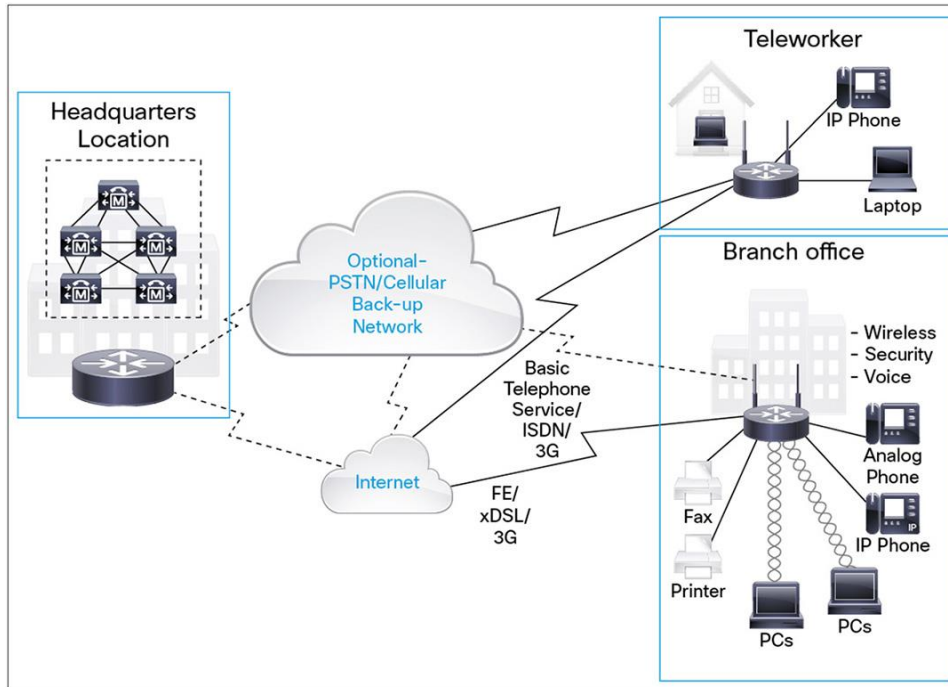 Headquarters
Location
M
M
M
M
M
Optional-
PSTN/Cellular
Back-up
Network
Internet
Basic
Telephone
Service/
ISDN/
3G
FE/
xDSL/
3G
Teleworker
IP Phone
Laptop
Branch office
- Wireless
- Security
- Voice
Analog
Phone
Fax
IP
IP Phone
Printer
PCs
PCs